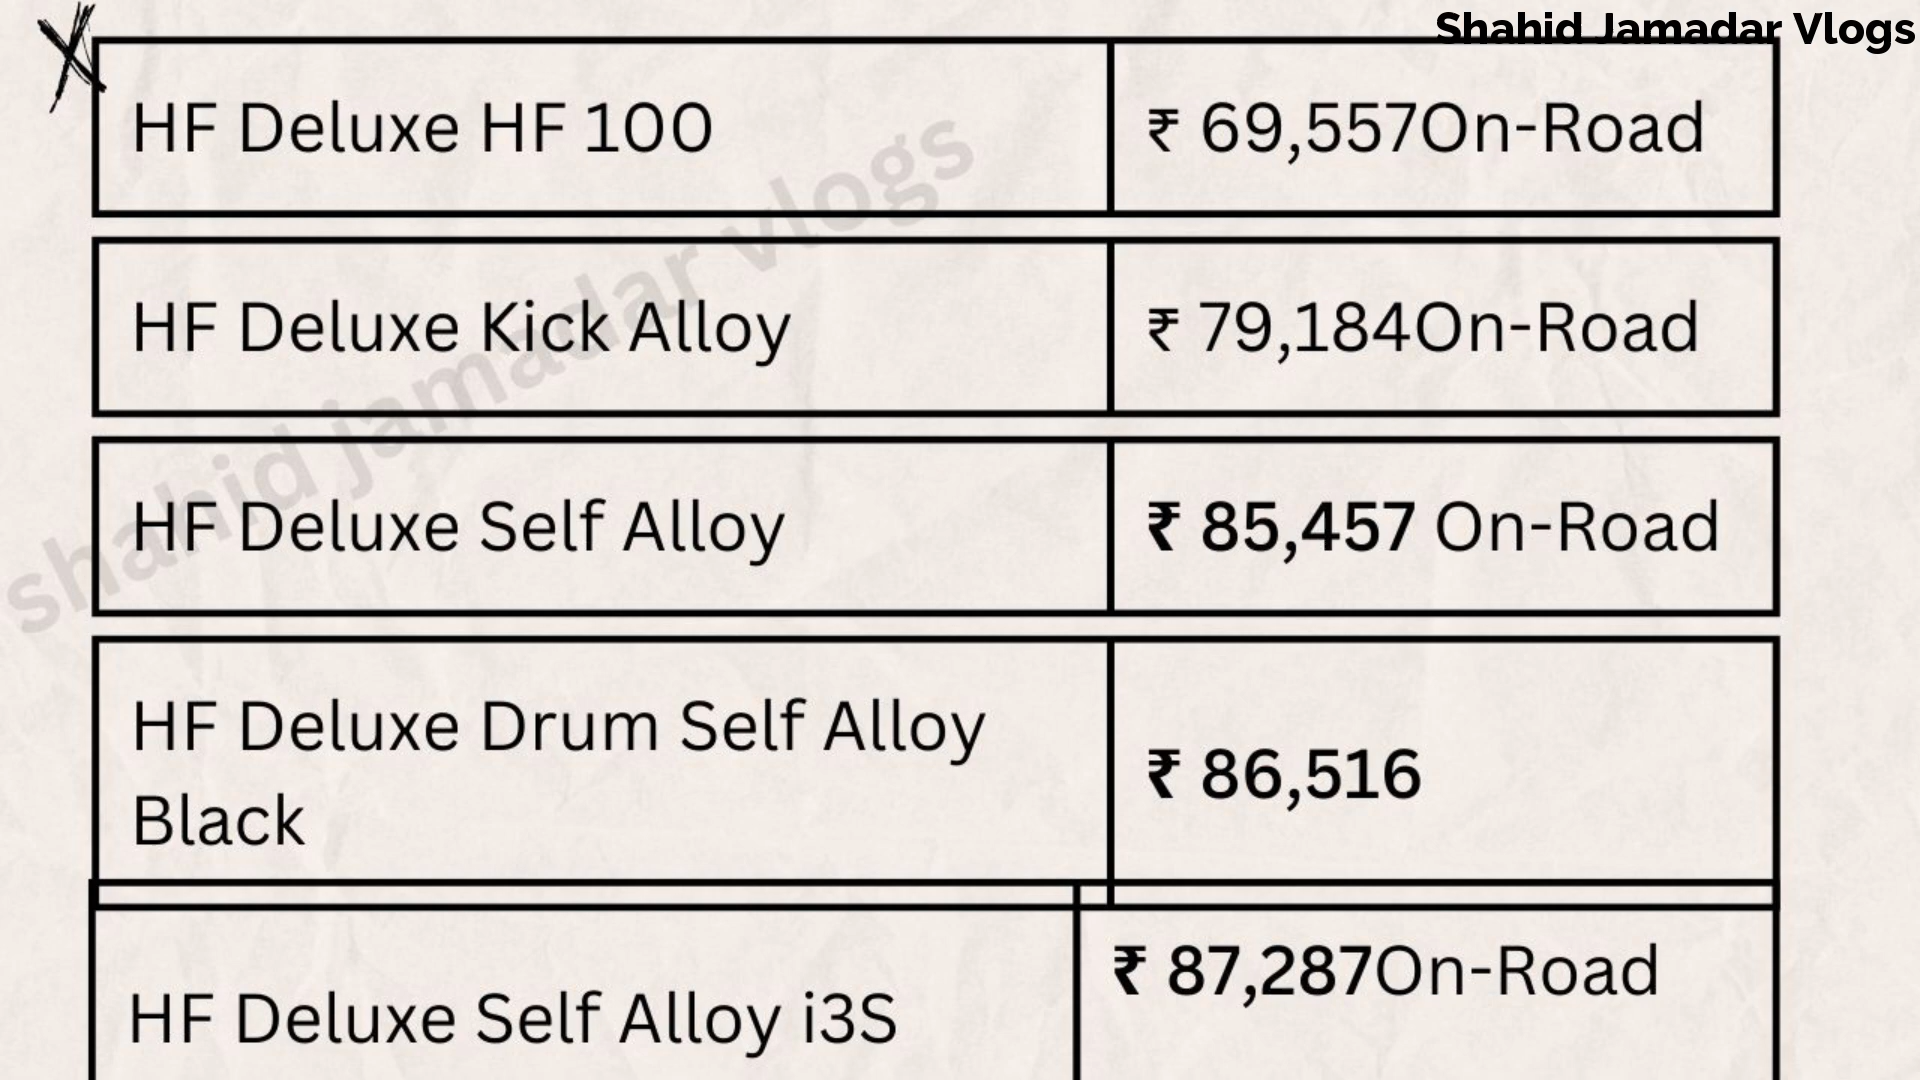 Shahid Jamadar Vlogs
HF Deluxe HF 100
₹ 69,557On-Road
HF Deluxe Kick Alloy
₹ 79,184On-Road
HF Deluxe Self Alloy
₹ 85,457 On-Road
HF Deluxe Drum Self Alloy
Black
₹ 86,516
HF Deluxe Self Alloy i3S
₹ 87,287On-Road
shahid jamadar vlogs